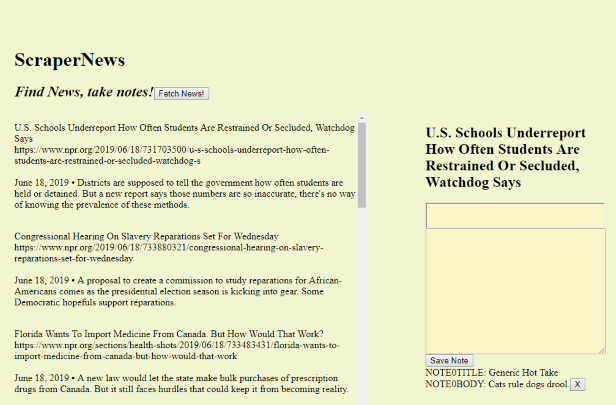 ScraperNews
Find News, take notes! Fetch News!
U.S. Schools Underreport How Often Students Are Restrained Or Secluded, Watchdog
Says
https://www.npr.org/2019/06/18/731703500/u-s-schools-underreport-how-often-
students-are-restrained-or-secluded-watchdog-s
June 18, 2019 • Districts are supposed to tell the government how often students are
held or detained. But a new report says those numbers are so inaccurate, there's no way
of knowing the prevalence of these methods.
Congressional Hearing On Slavery Reparations Set For Wednesday
https://www.npr.org/2019/06/18/733880321/congressional-hearing-on-slavery-
reparations-set-for-wednesday
June 18, 2019 • A proposal to create a commission to study reparations for African-
Americans comes as the presidential election season is kicking into gear. Some
Democratic hopefuls support reparations.
Florida Wants To Import Medicine From Canada. But How Would That Work?
https://www.npr.org/sections/health-shots/2019/06/18/733483431/florida-wants-to-
import-medicine-from-canada-but-how-would-that-work
June 18, 2019 • A new law would let the state make bulk purchases of prescription
drugs from Canada. But it still faces hurdles that could keep it from becoming reality.
U.S. Schools Underreport
How Often Students Are
Restrained Or Secluded,
Watchdog Says
Save Note
NOTE0TITLE: Generic Hot Take
NOTE0BODY: Cats rule dogs drool. X